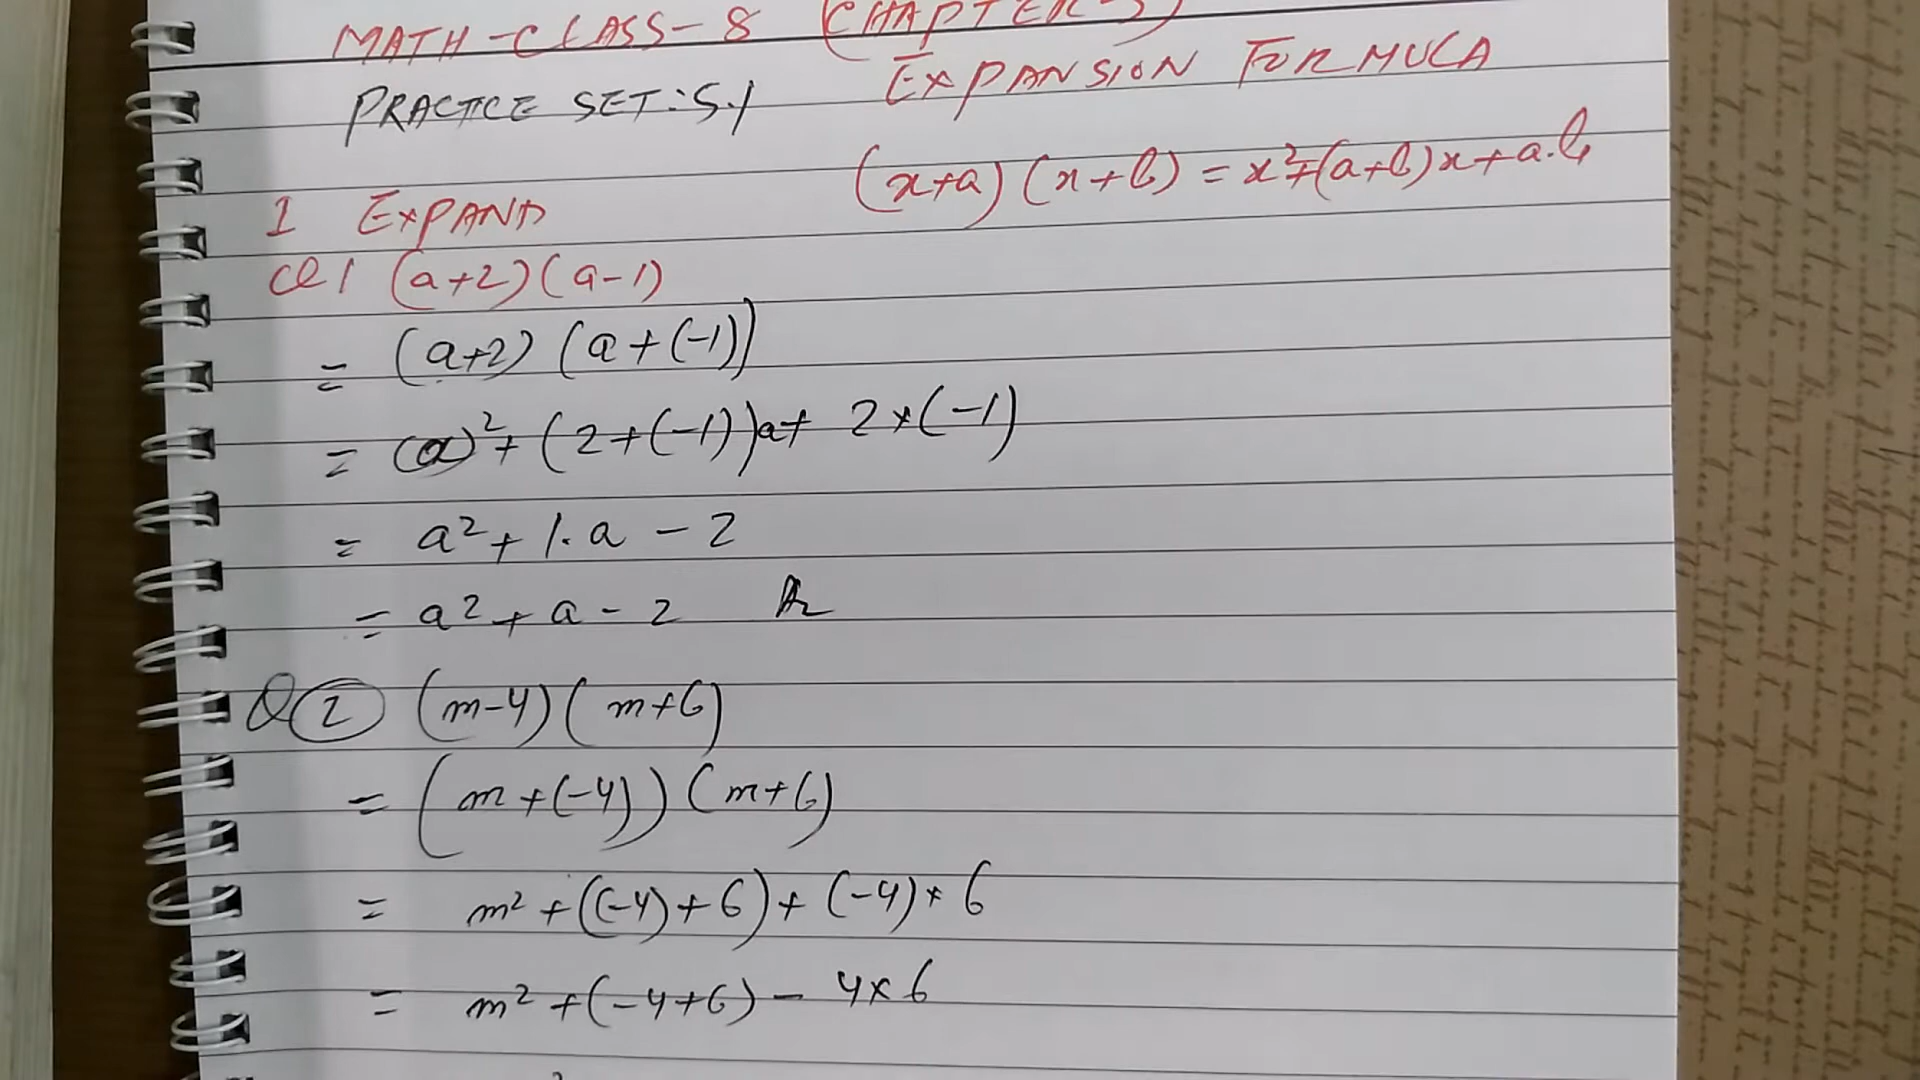 MATH-CLASS-8 (CHAPTER-5)
EXPANSION FORMULA
PRACTICE SET:5.1
(x+a)(x+b)=x²+(a+b)x+a.b
I EXPAND
Q1 (a+2)(a-1)
= (a+2)(a+(-1))
= (a)²+(2+(-1))a+ 2×(-1)
= a²+1.a-2
= a²+a-2
Q② (m-4)(m+6)
= (m+(-4))(m+6)
= m²+((-4)+6)+(-4)×6
= m²+(-4+6)-4×6